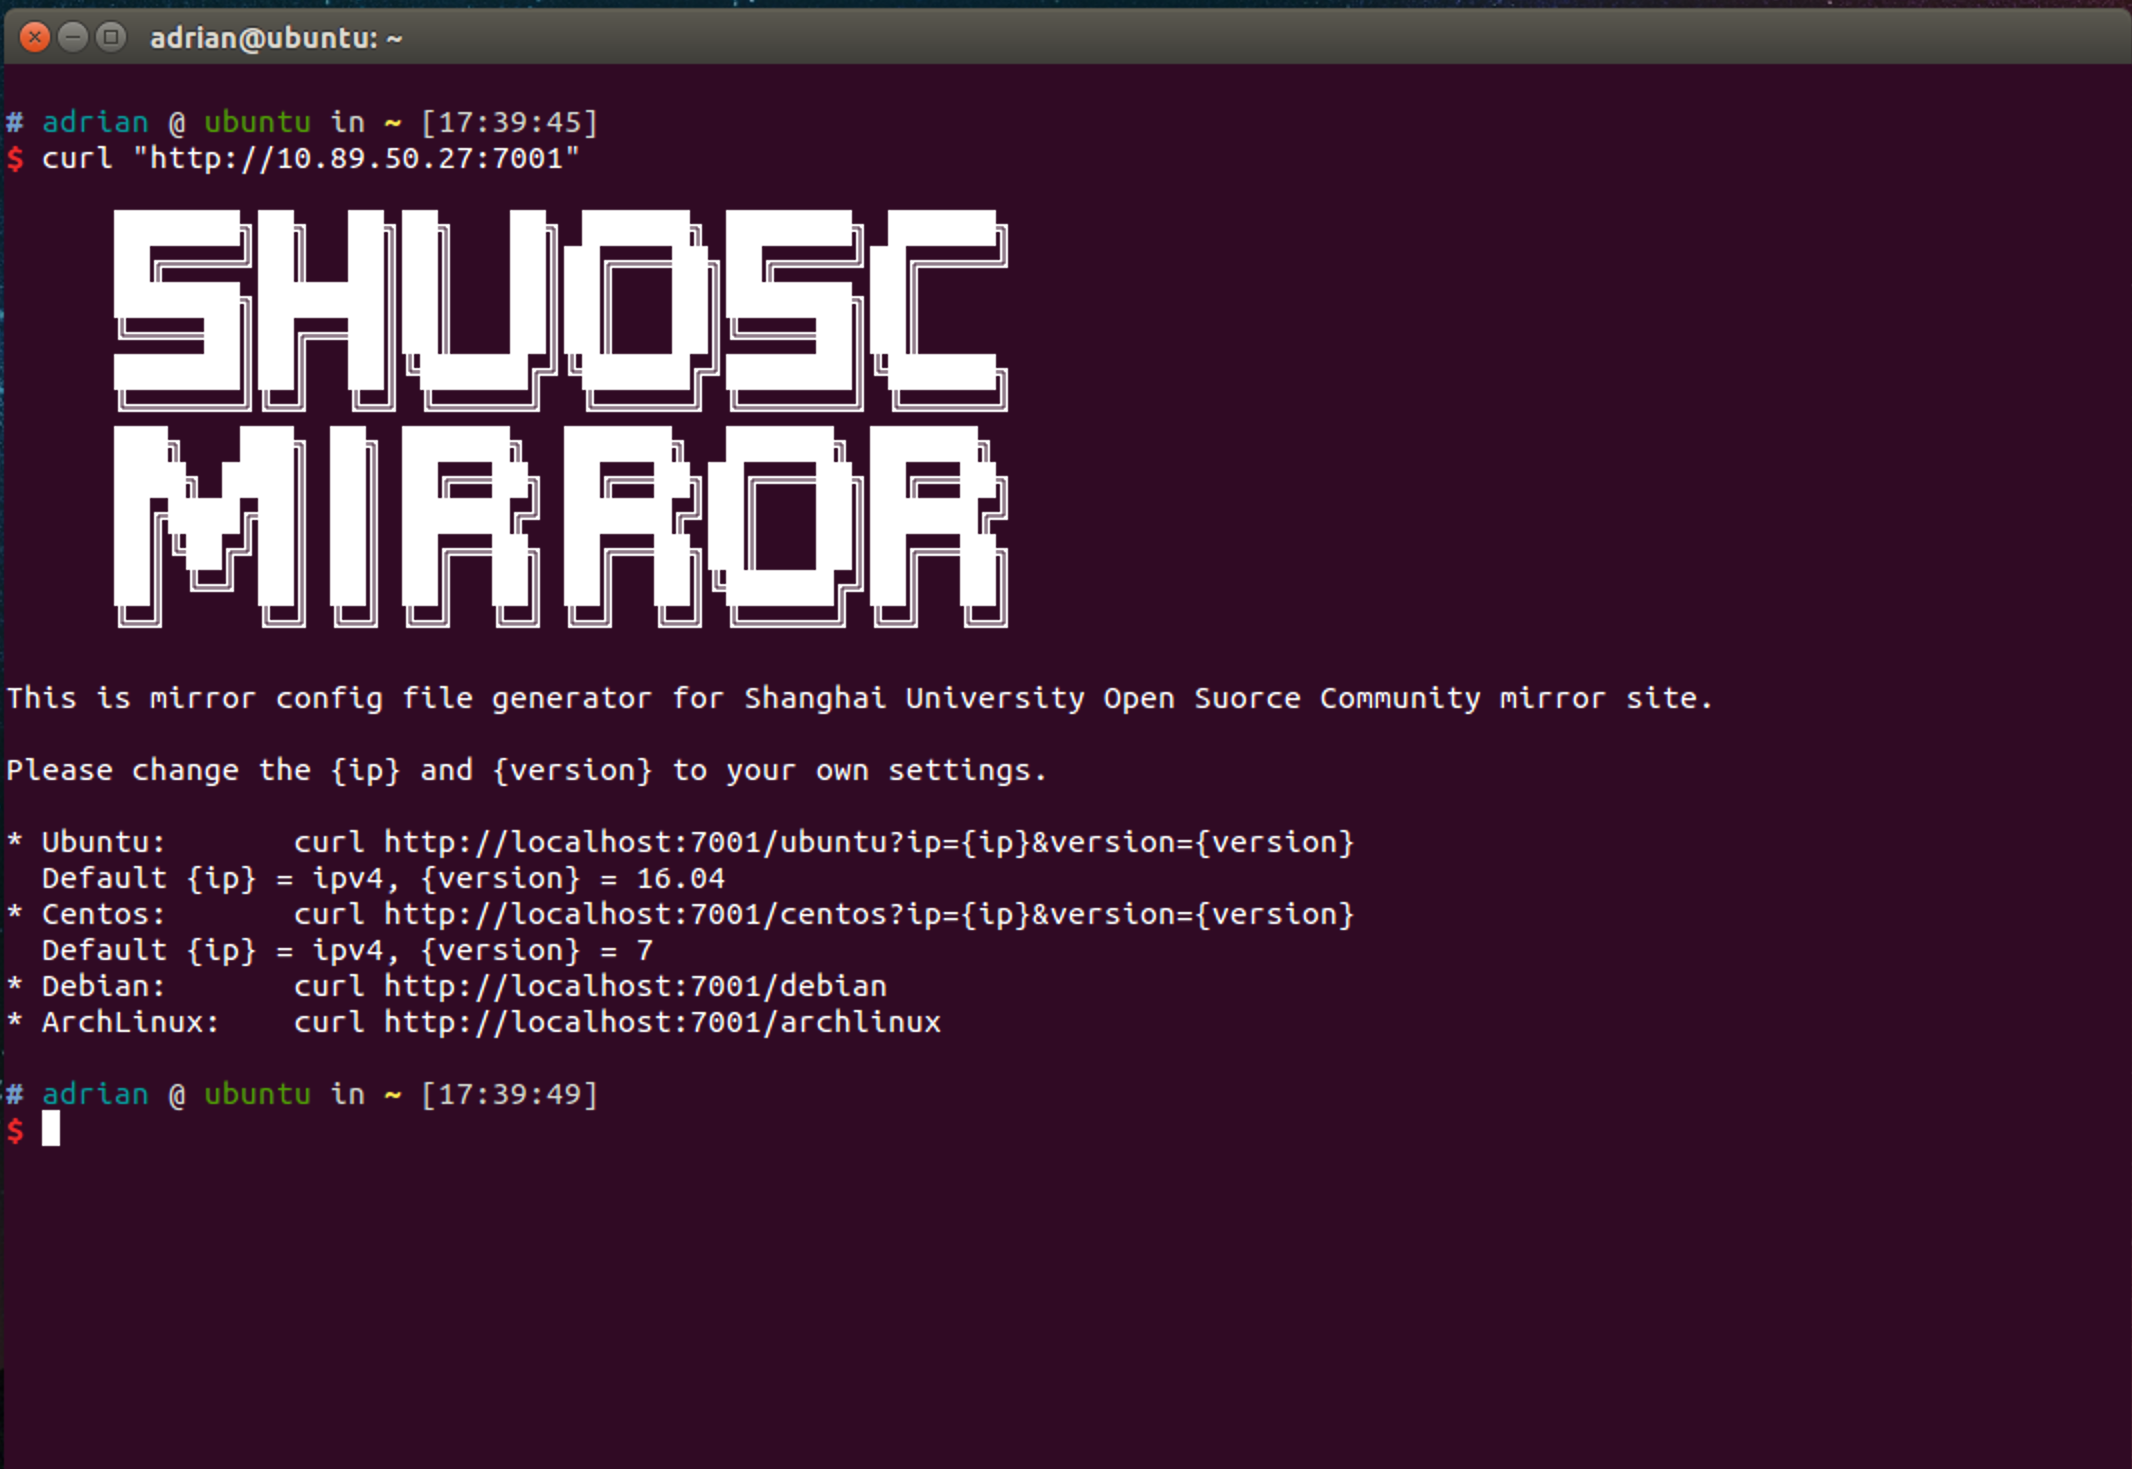 adrian@ubuntu: ~
# adrian @ ubuntu in ~ [17:39:45]
$ curl "http://10.89.50.27:7001"
SHUOSC
MIRROR
This is mirror config file generator for Shanghai University Open Suorce Community mirror site.
Please change the {ip} and {version} to your own settings.
* Ubuntu:       curl http://localhost:7001/ubuntu?ip={ip}&version={version}
  Default {ip} = ipv4, {version} = 16.04
* Centos:       curl http://localhost:7001/centos?ip={ip}&version={version}
  Default {ip} = ipv4, {version} = 7
* Debian:       curl http://localhost:7001/debian
* ArchLinux:    curl http://localhost:7001/archlinux
# adrian @ ubuntu in ~ [17:39:49]
$